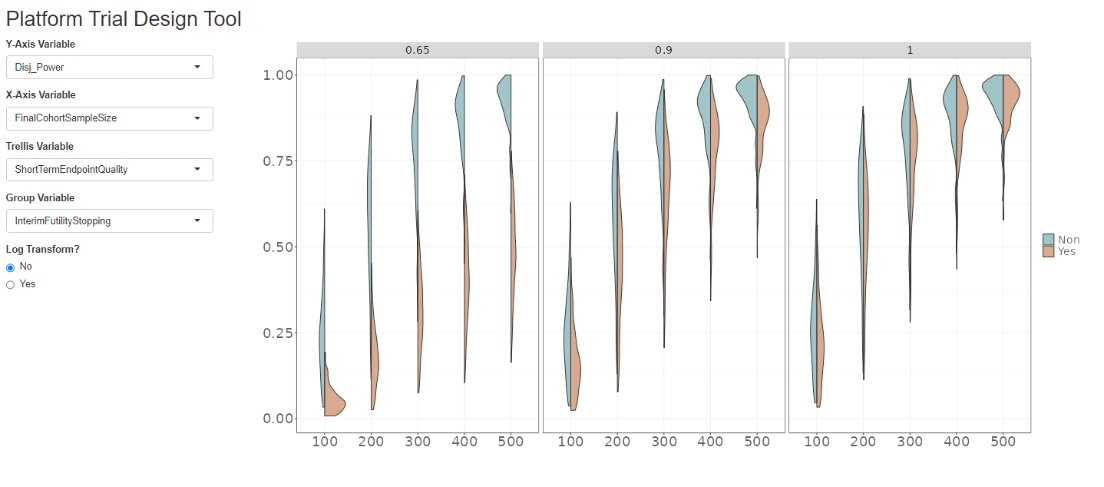 Platform Trial Design Tool
Y-Axis Variable
Disj_Power
X-Axis Variable
FinalCohortSampleSize
Trellis Variable
ShortTermEndpointQuality
Group Variable
InterimFutilityStopping
Log Transform?
No
Yes
0.65 0.9 1
1.00
0.75
0.50
0.25
0.00
100 200 300 400 500 100 200 300 400 500 100 200 300 400 500
Non
Yes